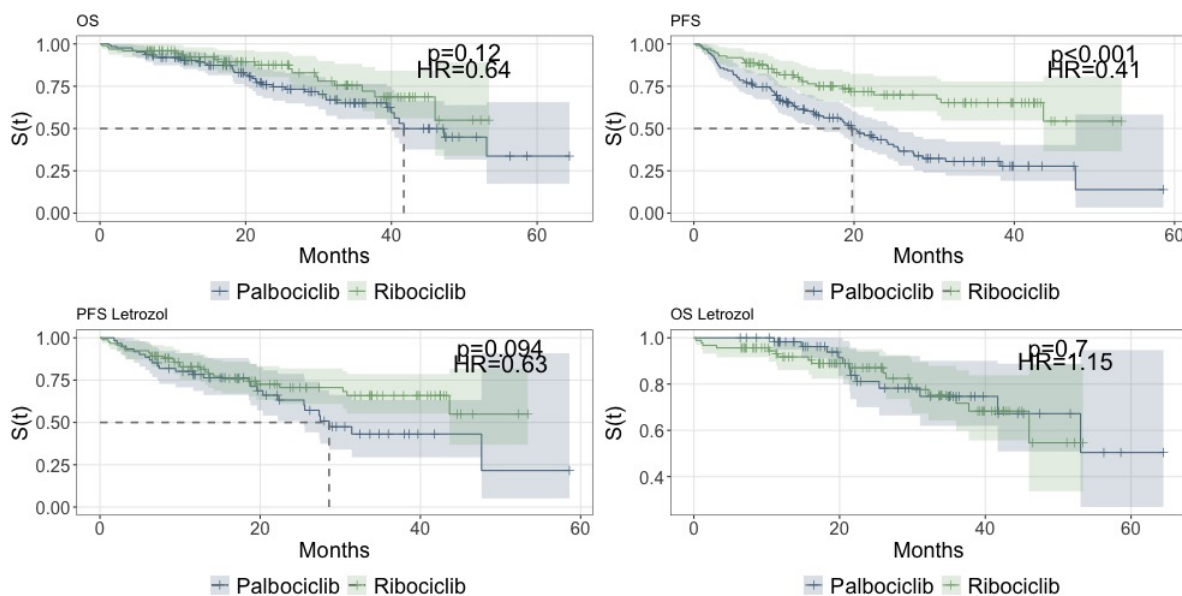 OS
1.00
0.75
0.50
0.25
0.00
S(t)
p=0.12
HR=0.64
0 20 40 60
Months
Palbociclib Ribociclib
PFS
1.00
0.75
0.50
0.25
0.00
S(t)
p<0.001
HR=0.41
0 20 40 60
Months
Palbociclib Ribociclib
PFS Letrozol
1.00
0.75
0.50
0.25
0.00
S(t)
p=0.094
HR=0.63
0 20 40 60
Months
Palbociclib Ribociclib
OS Letrozol
1.0
0.8
0.6
0.4
S(t)
p=0.7
HR=1.15
0 20 40 60
Months
Palbociclib Ribociclib